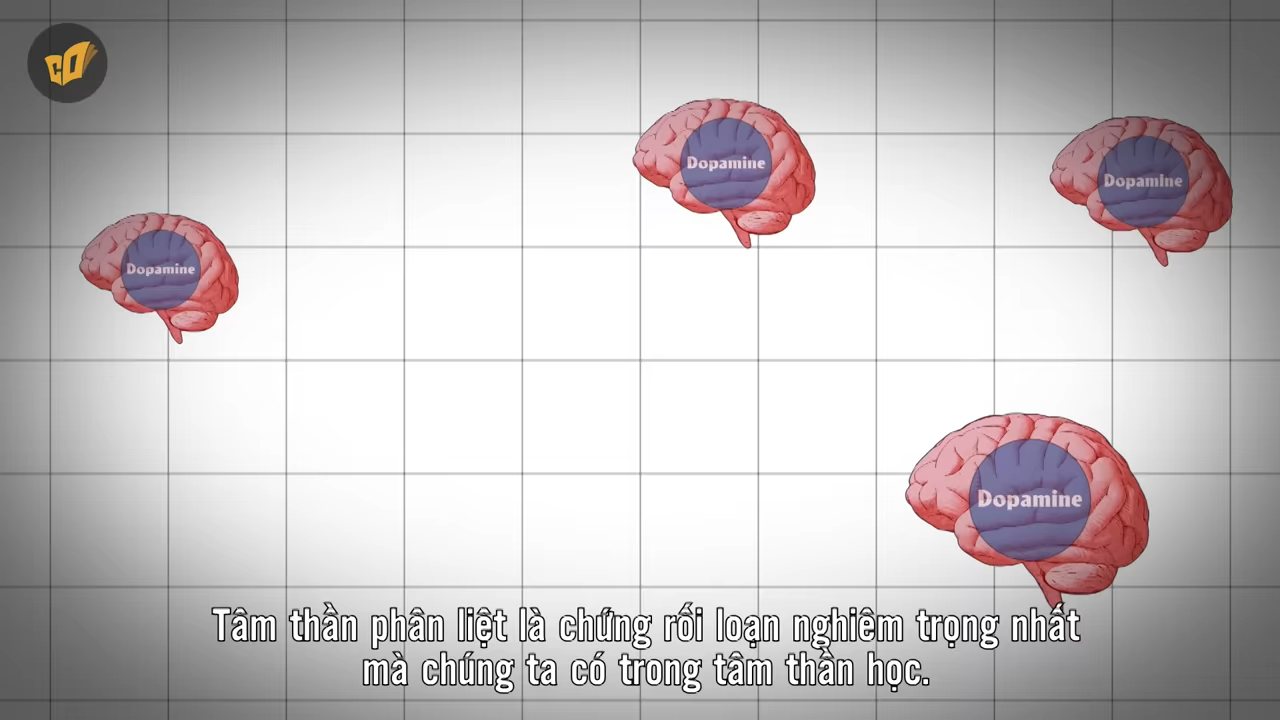 CO
Dopamine
Dopamine
Dopamine
Dopamine
Tâm thần phân liệt là chứng rối loạn nghiêm trọng nhất
mà chúng ta có trong tâm thần học.